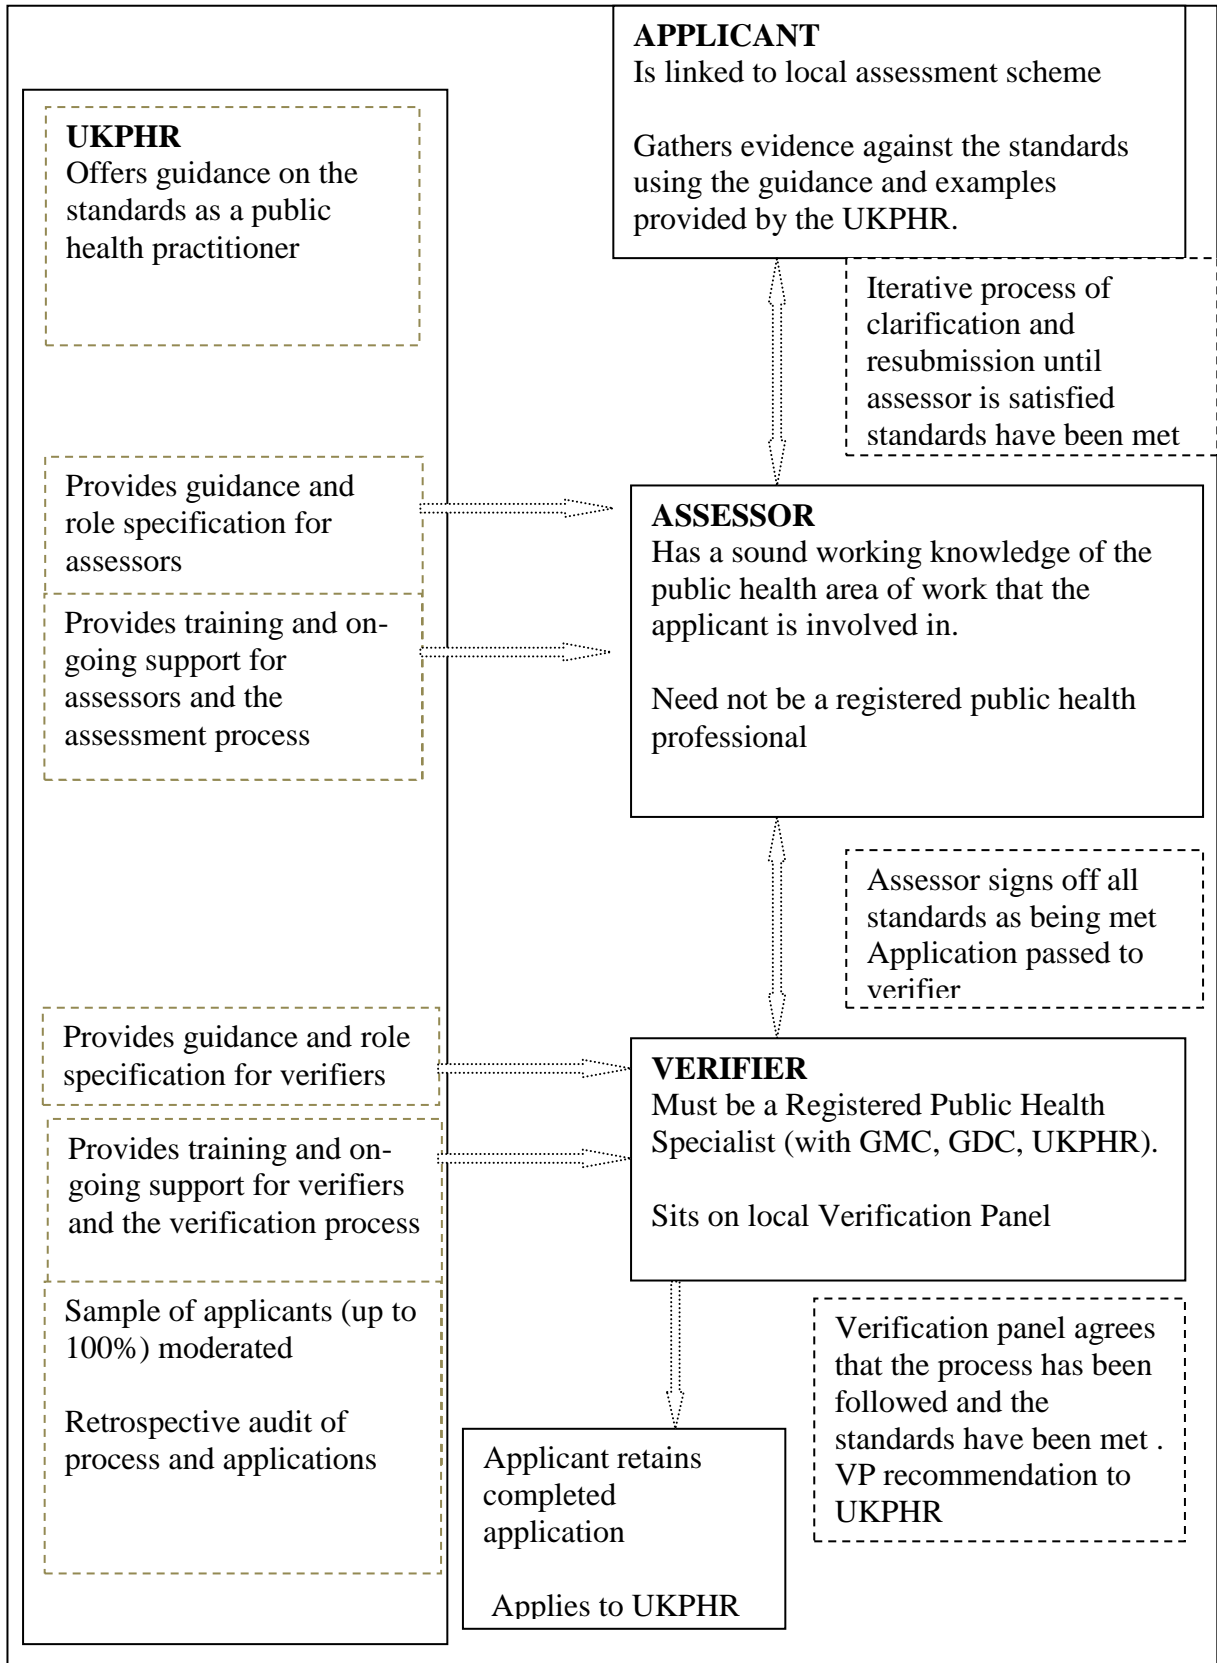 APPLICANT
Is linked to local assessment scheme
Gathers evidence against the standards
using the guidance and examples
provided by the UKPHR.
UKPHR
Offers guidance on the
standards as a public
health practitioner
Iterative process of
clarification and
resubmission until
assessor is satisfied
standards have been met
Provides guidance and
role specification for
assessors
Provides training and on-
going support for
assessors and the
assessment process
ASSESSOR
Has a sound working knowledge of the
public health area of work that the
applicant is involved in.
Need not be a registered public health
professional
Assessor signs off all
standards as being met
Application passed to
verifier
Provides guidance and role
specification for verifiers
Provides training and on-
going support for verifiers
and the verification process
VERIFIER
Must be a Registered Public Health
Specialist (with GMC, GDC, UKPHR).
Sits on local Verification Panel
Sample of applicants (up to
100%) moderated
Retrospective audit of
process and applications
Verification panel agrees
that the process has been
followed and the
standards have been met .
VP recommendation to
UKPHR
Applicant retains
completed
application
Applies to UKPHR